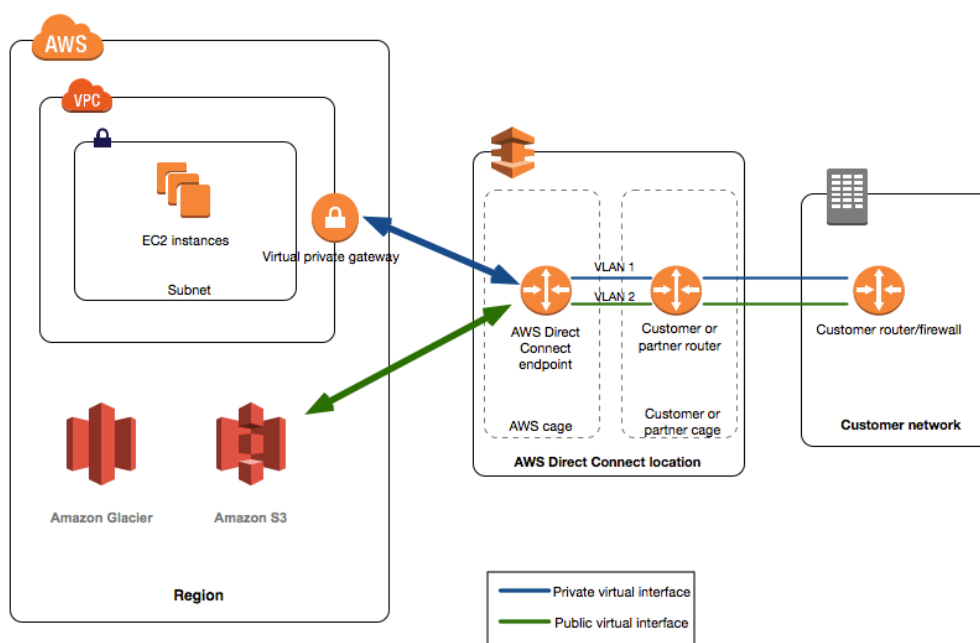 AWS
VPC
EC2 instances
Subnet
Virtual private gateway
Amazon Glacier
Amazon S3
Region
VLAN 1
VLAN 2
AWS Direct
Connect
endpoint
AWS cage
Customer or
partner router
Customer or
partner cage
AWS Direct Connect location
Customer router/firewall
Customer network
Private virtual interface
Public virtual interface